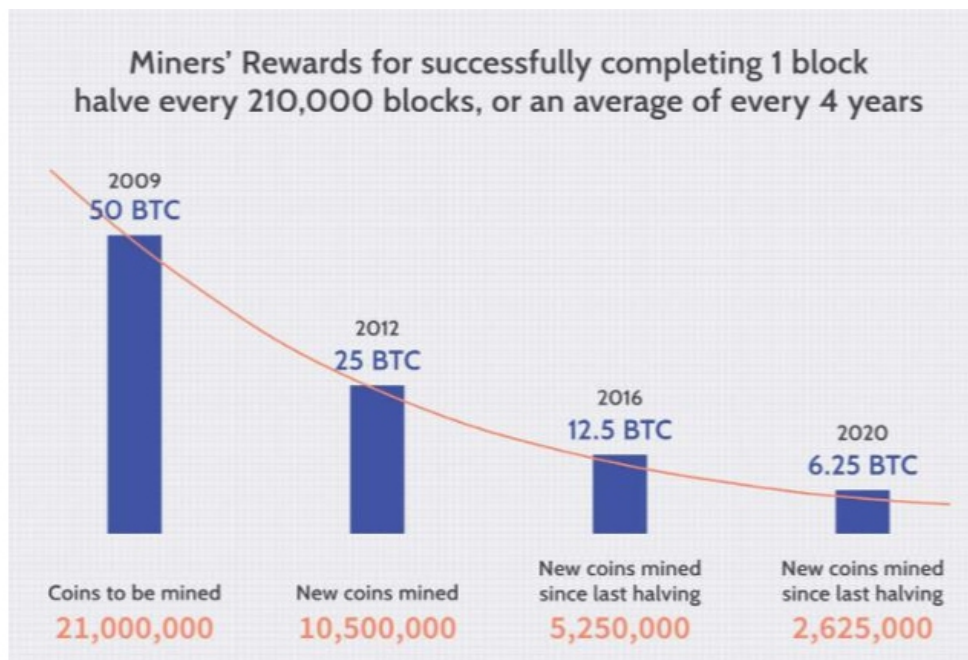 Miners' Rewards for successfully completing 1 block
halve every 210,000 blocks, or an average of every 4 years
2009
50 BTC
2012
25 BTC
2016
12.5 BTC
2020
6.25 BTC
Coins to be mined
21,000,000
New coins mined
10,500,000
New coins mined
since last halving
5,250,000
New coins mined
since last halving
2,625,000